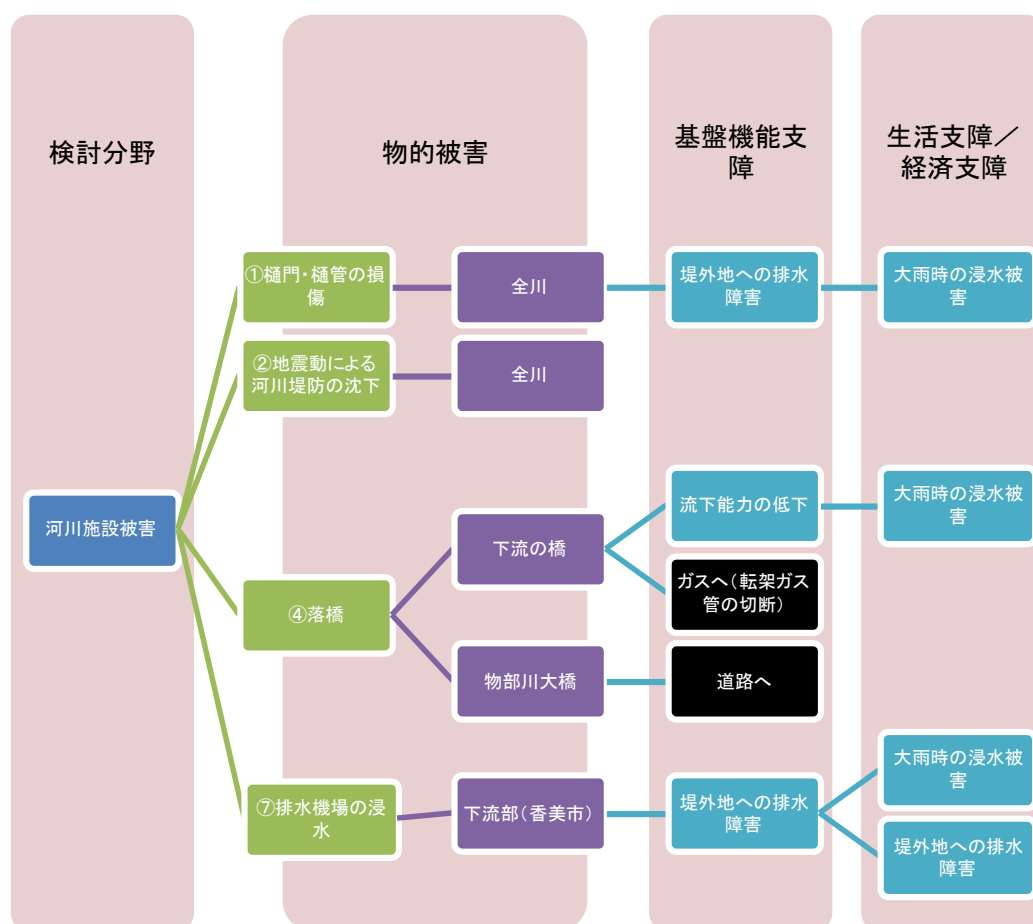 検討分野
物的被害
基盤機能支
障
生活支障／
経済支障
河川施設被害
①樋門・樋管の損
傷
全川
堤外地への排水
障害
大雨時の浸水被
害
②地震動による
河川堤防の沈下
全川
④落橋
下流の橋
流下能力の低下
大雨時の浸水被
害
ガスへ（転架ガス
管の切断）
物部川大橋
道路へ
⑦排水機場の浸
水
下流部（香美市）
堤外地への排水
障害
大雨時の浸水被
害
堤外地への排水
障害